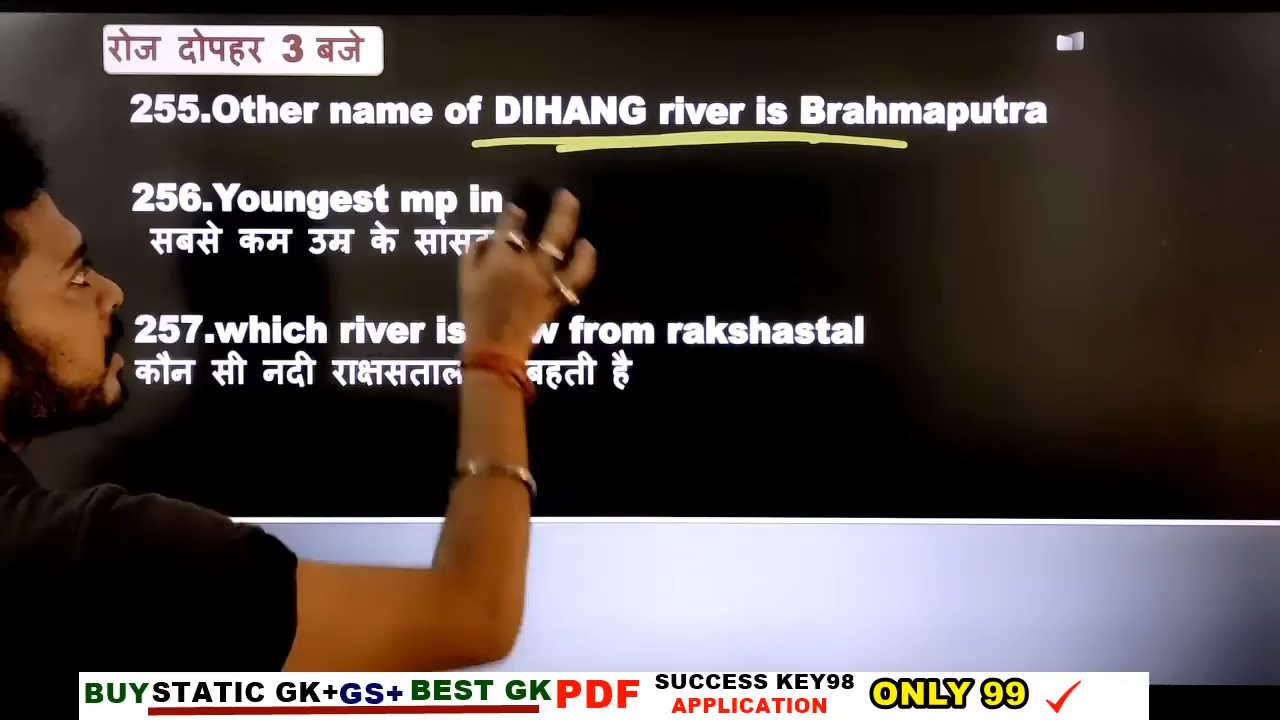 रोज दोपहर 3 बजे
255.Other name of DIHANG river is Brahmaputra
256.Youngest mp in
सबसे कम उम्र के
257.which river is from rakshastal
कौन सी नदी राक्षसताल बहती है
BUY STATIC GK+GS+ BEST GK PDF SUCCESS KEY98 APPLICATION ONLY 99